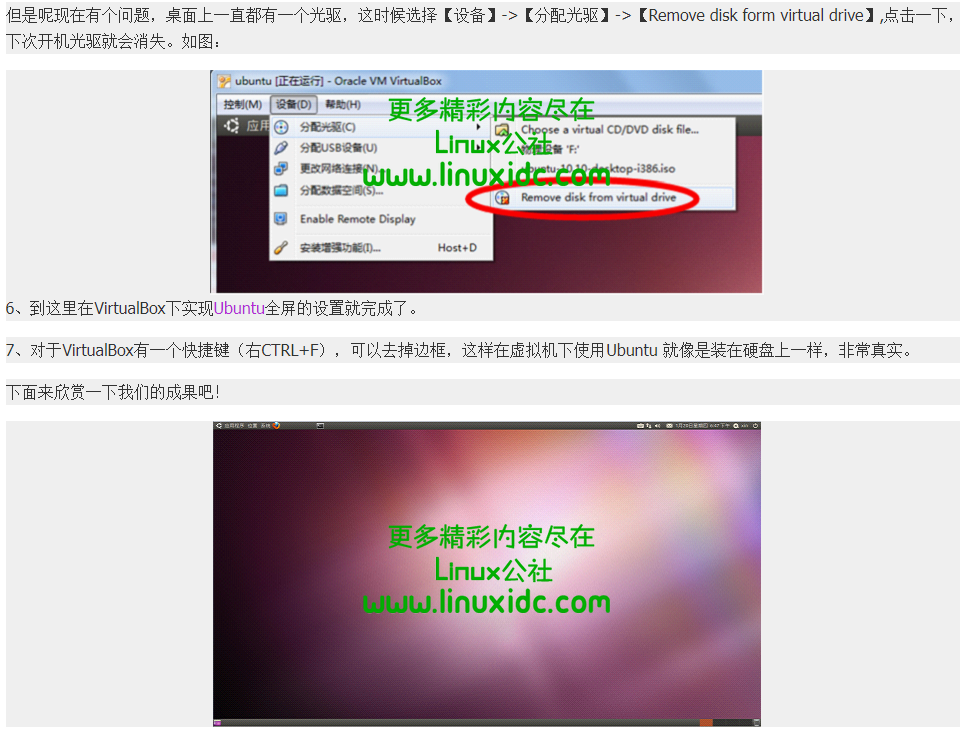 但是呢现在有个问题，桌面上一直都有一个光驱，这时候选择【设备】->【分配光驱】->【Remove disk form virtual drive】,点击一下，
下次开机光驱就会消失。如图：
ubuntu [正在运行] - Oracle VM VirtualBox
控制(M) 设备(D) 帮助(H)
更多精彩内容尽在
Linux公社
www.linuxidc.com
应用
分配光驱(C)
分配USB设备(U)
更改网络连接(N)...
分配数据空间(S)...
Enable Remote Display
安装增强功能(I)... Host+D
Choose a virtual CD/DVD disk file...
物理设备 'F:'
ubuntu-10.10-desktop-i386.iso
Remove disk from virtual drive
6、到这里在VirtualBox下实现Ubuntu全屏的设置就完成了。
7、对于VirtualBox有一个快捷键（右CTRL+F），可以去掉边框，这样在虚拟机下使用Ubuntu 就像是装在硬盘上一样，非常真实。
下面来欣赏一下我们的成果吧！
应用程序 位置 系统
更多精彩内容尽在
Linux公社
www.linuxidc.com